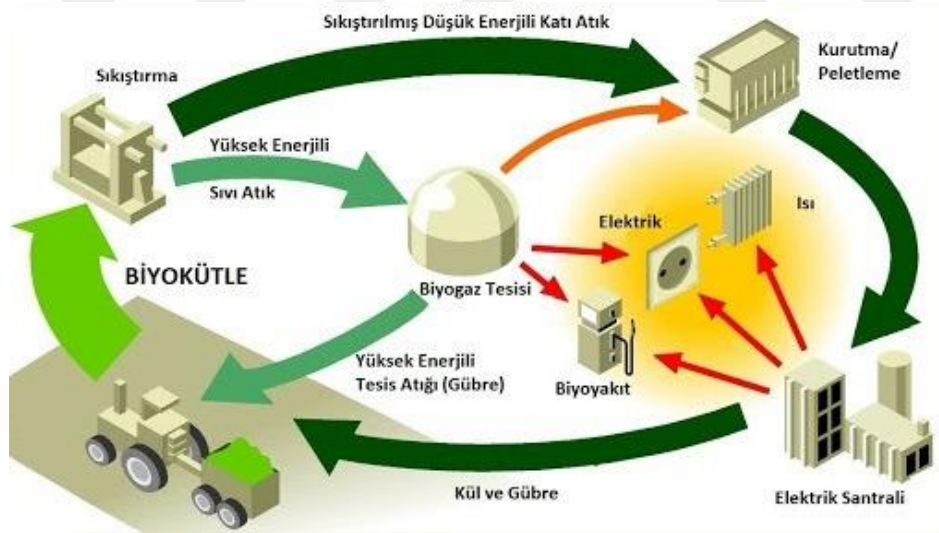 Sıkıştırılmış Düşük Enerjili Katı Atık
Kurutma/
Peletleme
Sıkıştırma
Yüksek Enerjili
Sıvı Atık
Elektrik
Isı
BİYOKÜTLE
Biyogaz Tesisi
Yüksek Enerjili
Tesis Atığı (Gübre)
Biyoyakıt
Kül ve Gübre
Elektrik Santrali